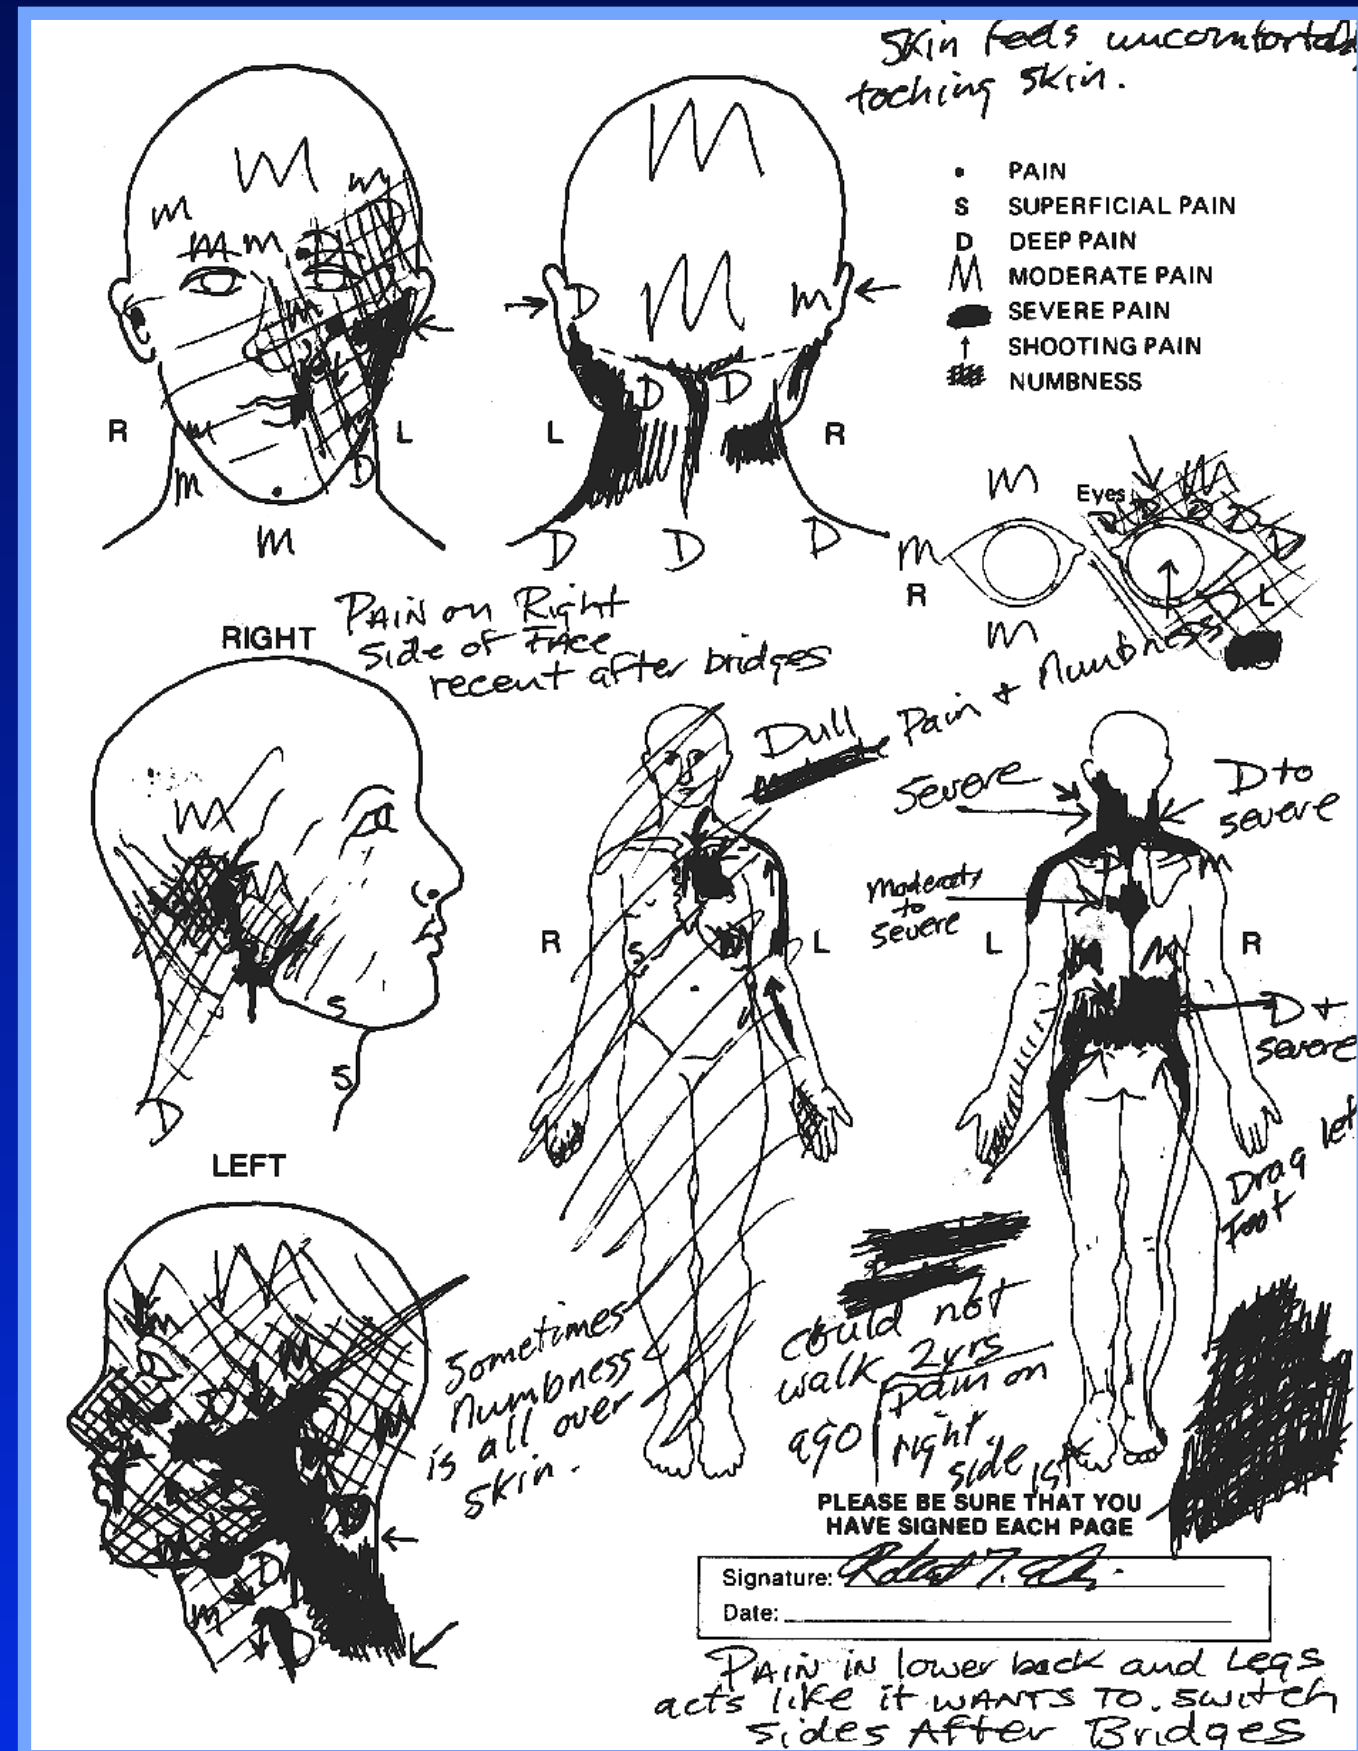 Skin feels uncomfortab
toching skin.
• PAIN
S SUPERFICIAL PAIN
D DEEP PAIN
M MODERATE PAIN
SEVERE PAIN
↑ SHOOTING PAIN
NUMBNESS
M
m
m
m m
D
D
m
m
m
D
m
R
L
M
M
D
m
D
D
L
R
D
D
D
Eyes
m
M
D
D
D
D
D
m
m
R
L
D
RIGHT
PAIN on Right
side of FACE
recent after bridges
M
S
S
D
Dull
Pain + Numbness
Severe
D to
severe
Moderate
to
severe
R
S
D
L
L
D
m
M
R
D +
severe
Drag lef
Foot
LEFT
M
m
D
M
m
m
D
D
Sometimes
Numbness
is all over
skin.
could not
walk 2yrs
ago
pain on
right
side 1st
PLEASE BE SURE THAT YOU
HAVE SIGNED EACH PAGE
Signature:
Date:
PAIN IN lower back and Legs
acts like it WANTS TO. switch
sides After Bridges